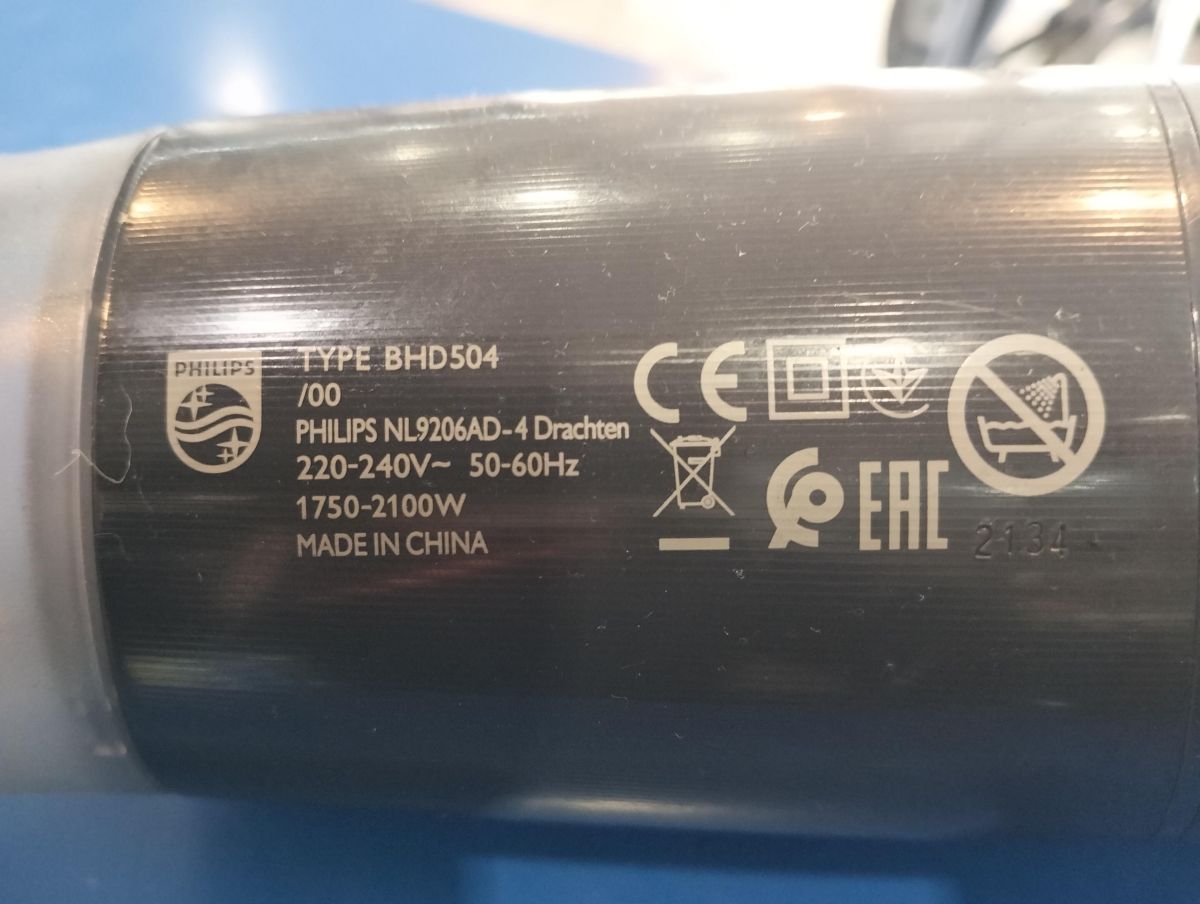 PHILIPS
TYPE BHD504
/00
PHILIPS NL9206AD-4 Drachten
220-240V~ 50-60Hz
1750-2100W
MADE IN CHINA
CE
EAC
2134